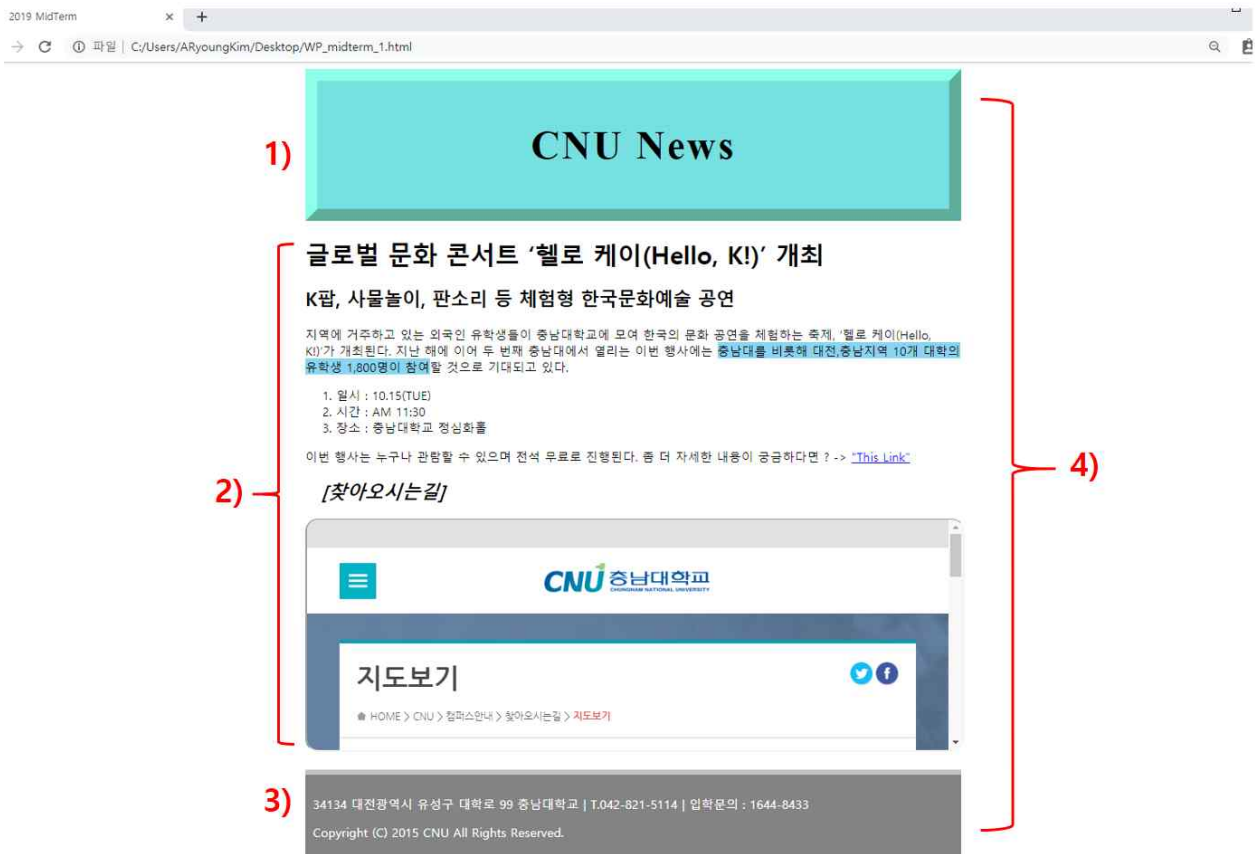 2019 MidTerm
파일 | C:/Users/ARyoungKim/Desktop/WP_midterm_1.html
1)
CNU News
글로벌 문화 콘서트 ‘헬로 케이(Hello, K!)’ 개최
K팝, 사물놀이, 판소리 등 체험형 한국문화예술 공연
지역에 거주하고 있는 외국인 유학생들이 충남대학교에 모여 한국의 문화 공연을 체험하는 축제, ‘헬로 케이(Hello,
K!)’가 개최된다. 지난 해에 이어 두 번째 충남대에서 열리는 이번 행사에는 충남대를 비롯해 대전,충남지역 10개 대학의
유학생 1,800명이 참여할 것으로 기대되고 있다.
1. 일시 : 10.15(TUE)
2. 시간 : AM 11:30
3. 장소 : 충남대학교 정심화홀
이번 행사는 누구나 관람할 수 있으며 전석 무료로 진행된다. 좀 더 자세한 내용이 궁금하다면 ? -> "This Link"
2)
4)
[찾아오시는길]
CNU 충남대학교
CHUNGNAM NATIONAL UNIVERSITY
지도보기
HOME > CNU > 캠퍼스안내 > 찾아오시는길 > 지도보기
3)
34134 대전광역시 유성구 대학로 99 충남대학교 | T.042-821-5114 | 입학문의 : 1644-8433
Copyright (C) 2015 CNU All Rights Reserved.